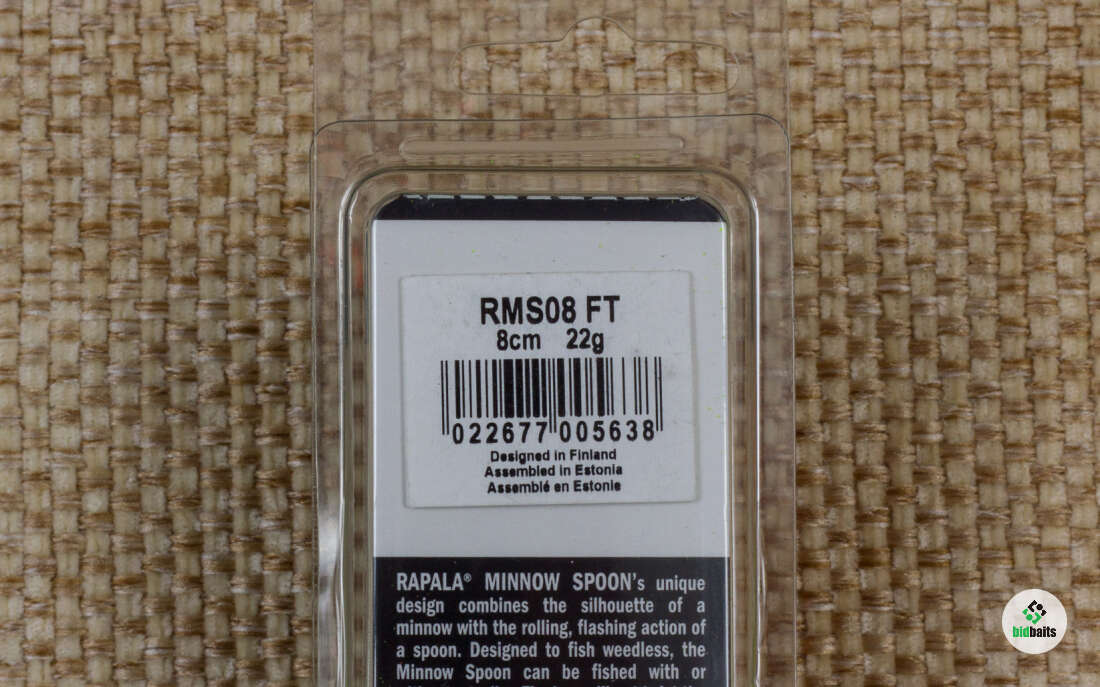 RMS08 FT
8cm 22g
022677 005638
Designed in Finland
Assembled in Estonia
Assemblé en Estonie
RAPALA® MINNOW SPOON's unique
design combines the silhouette of a
minnow with the rolling, flashing action of
a spoon. Designed to fish weedless, the
Minnow Spoon can be fished with or
bidbaits